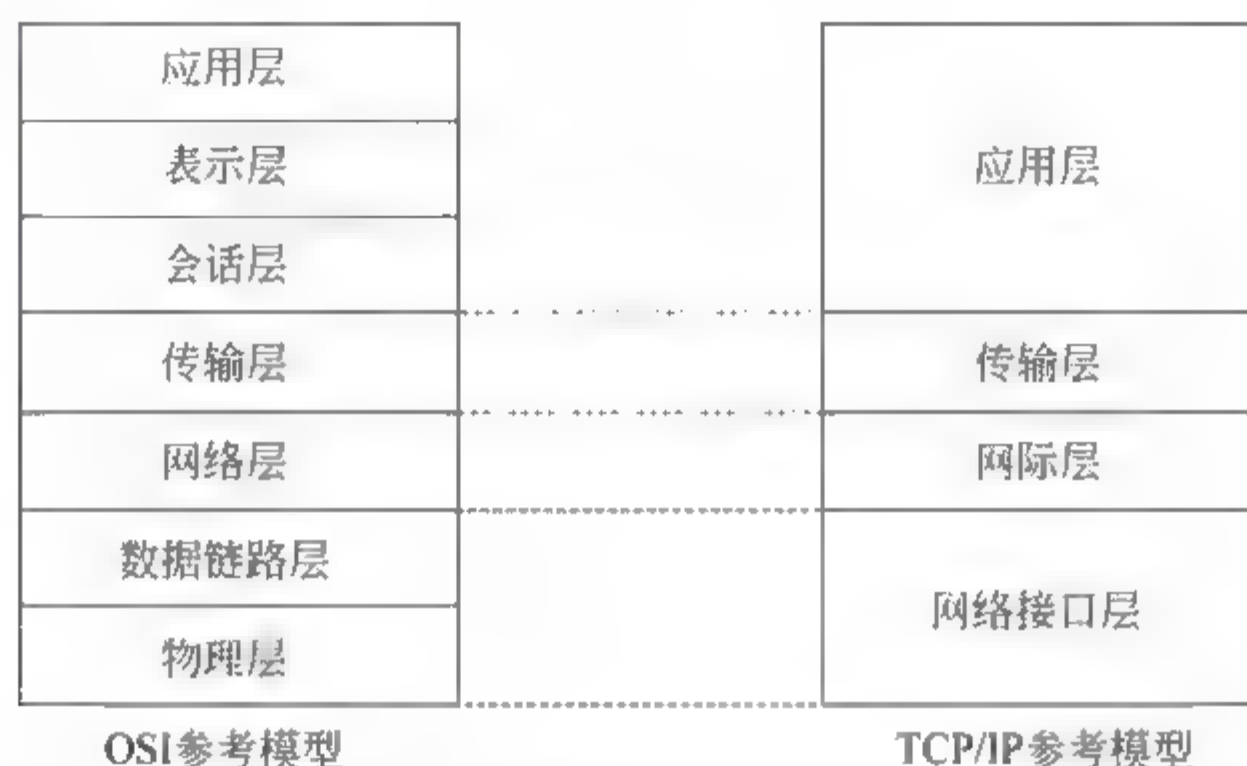 应用层
表示层
会话层
传输层
网络层
数据链路层
物理层
OSI参考模型
应用层
传输层
网际层
网络接口层
TCP/IP参考模型